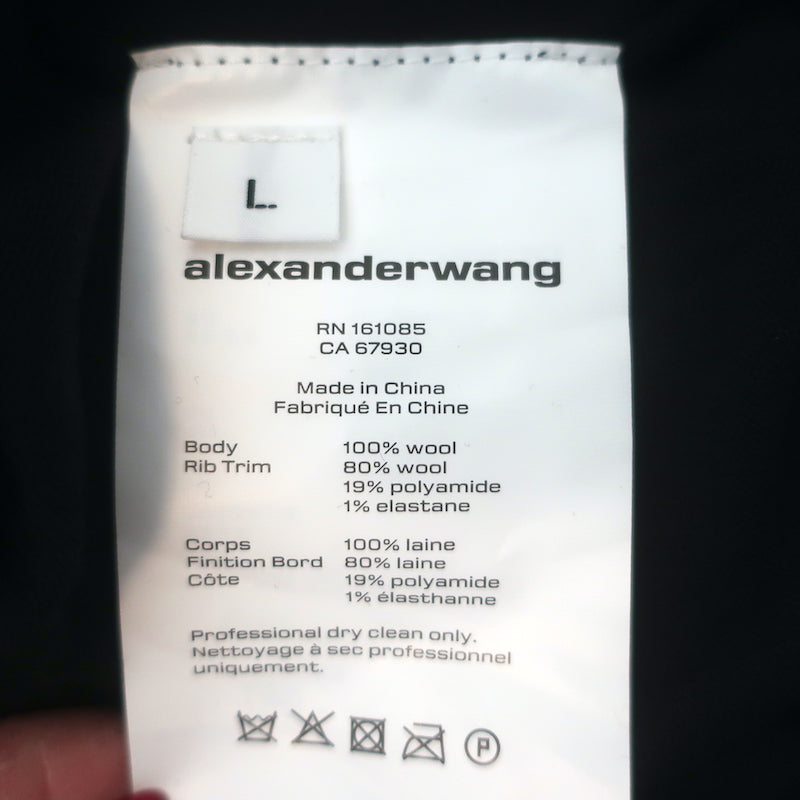 L.
alexanderwang
RN 161085
CA 67930
Made in China
Fabriqué En Chine
Body 100% wool
Rib Trim 80% wool
19% polyamide
1% elastane
Corps 100% laine
Finition Bord 80% laine
Côte 19% polyamide
1% élasthanne
Professional dry clean only.
Nettoyage à sec professionnel
uniquement.
P